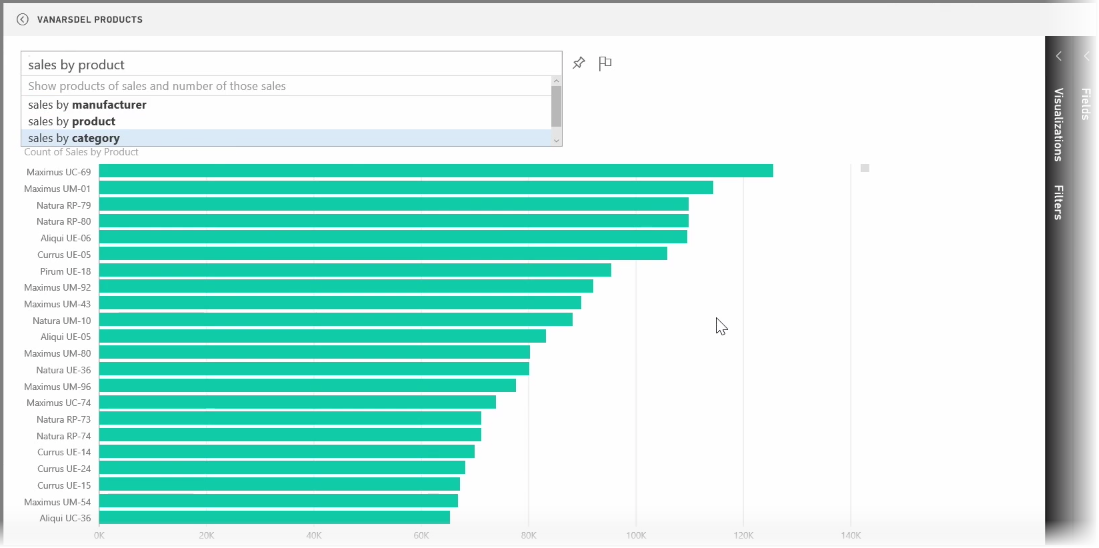 VANARSDEL PRODUCTS
sales by product
Show products of sales and number of those sales
sales by manufacturer
sales by product
sales by category
Count of Sales by Product
Maximus UC-69
Maximus UM-01
Natura RP-79
Natura RP-80
Aliqui UE-06
Currus UE-05
Pirum UE-18
Maximus UM-92
Maximus UM-43
Natura UM-10
Aliqui UE-05
Maximus UM-80
Natura UE-36
Maximus UM-96
Maximus UC-74
Natura RP-73
Natura RP-74
Currus UE-14
Currus UE-24
Currus UE-15
Maximus UM-54
Aliqui UC-36
0K 20K 40K 60K 80K 100K 120K 140K
Visualizations
Filters
Fields